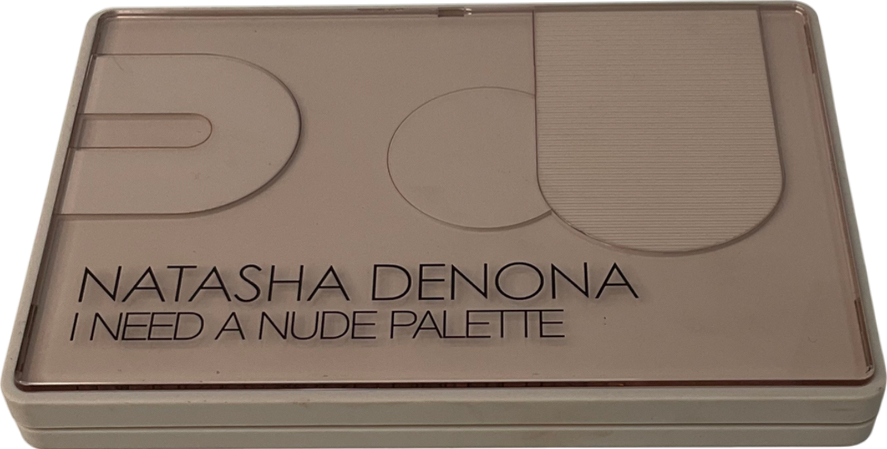 NATASHA DENONA
I NEED A NUDE PALETTE